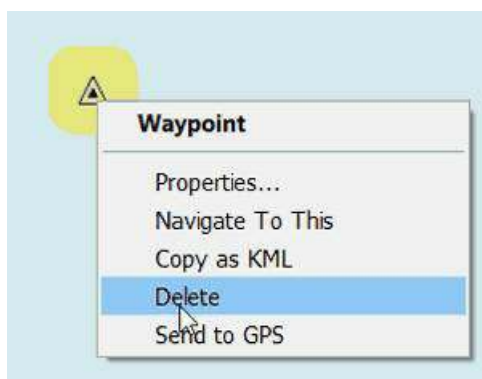 Waypoint
Properties...
Navigate To This
Copy as KML
Delete
Send to GPS